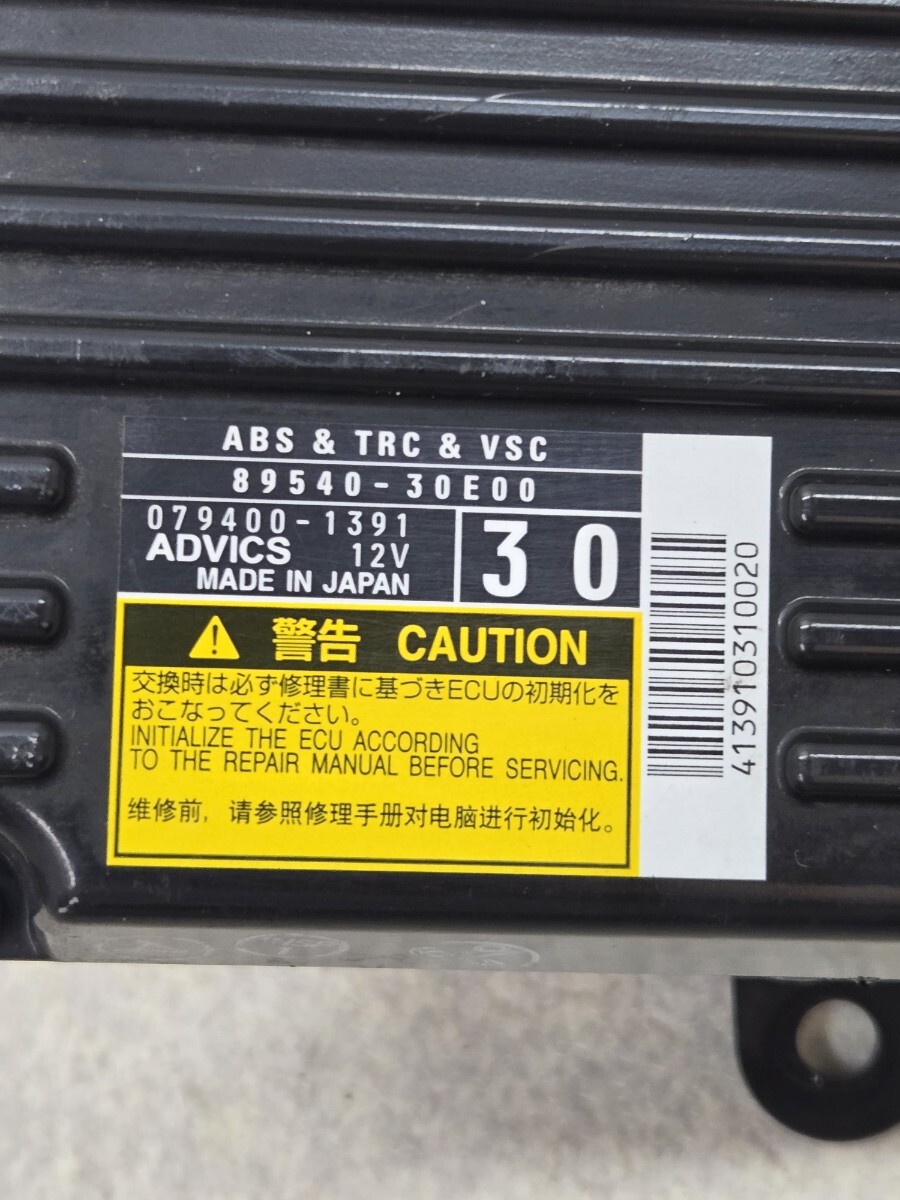 ABS & TRC & VSC
89540-30E00
079400-1391
ADVICS 12V
MADE IN JAPAN
30
警告 CAUTION
交換時は必ず修理書に基づきECUの初期化を
おこなってください。
INITIALIZE THE ECU ACCORDING
TO THE REPAIR MANUAL BEFORE SERVICING.
维修前，请参照修理手册对电脑进行初始化。
413910310020